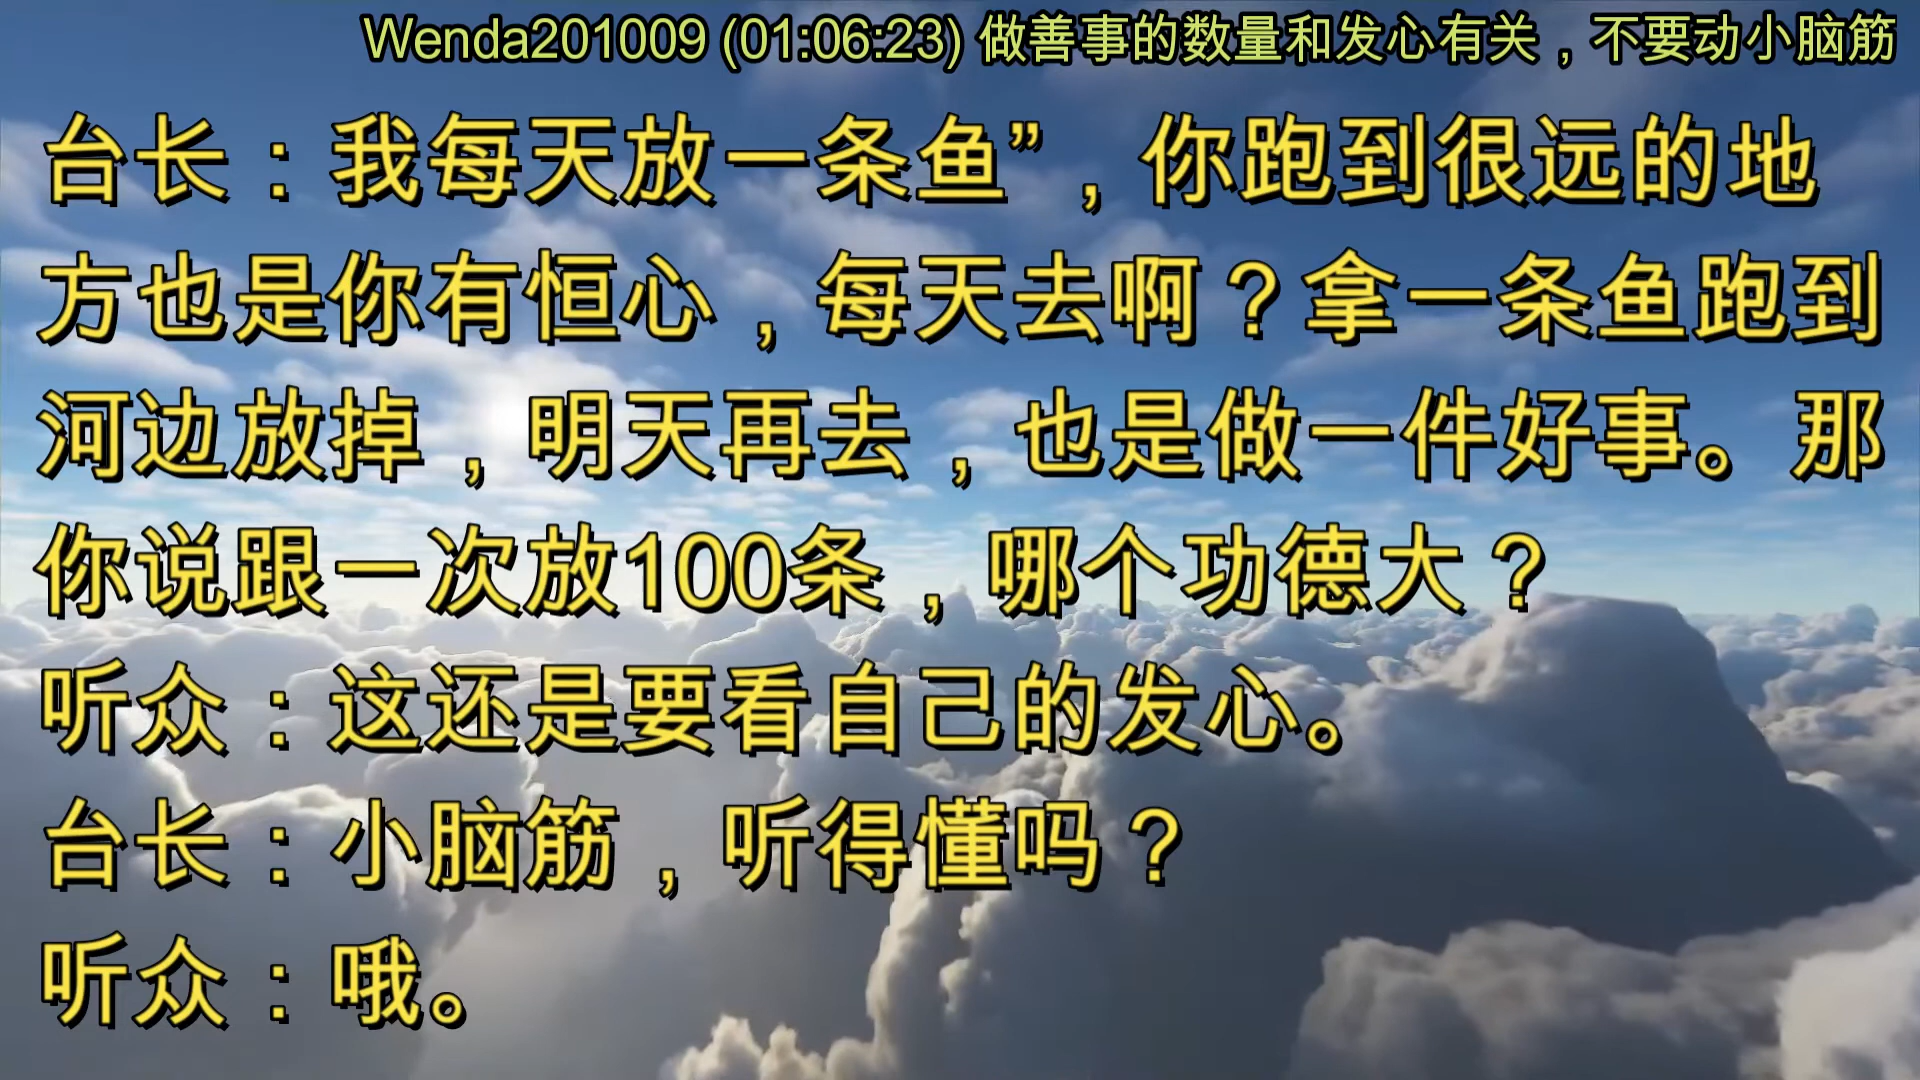 Wenda201009 (01:06:23) 做善事的数量和发心有关，不要动小脑筋
台长：我每天放一条鱼”，你跑到很远的地
方也是你有恒心，每天去啊？拿一条鱼跑到
河边放掉，明天再去，也是做一件好事。那
你说跟一次放100条，哪个功德大？
听众：这还是要看自己的发心。
台长：小脑筋，听得懂吗？
听众：哦。